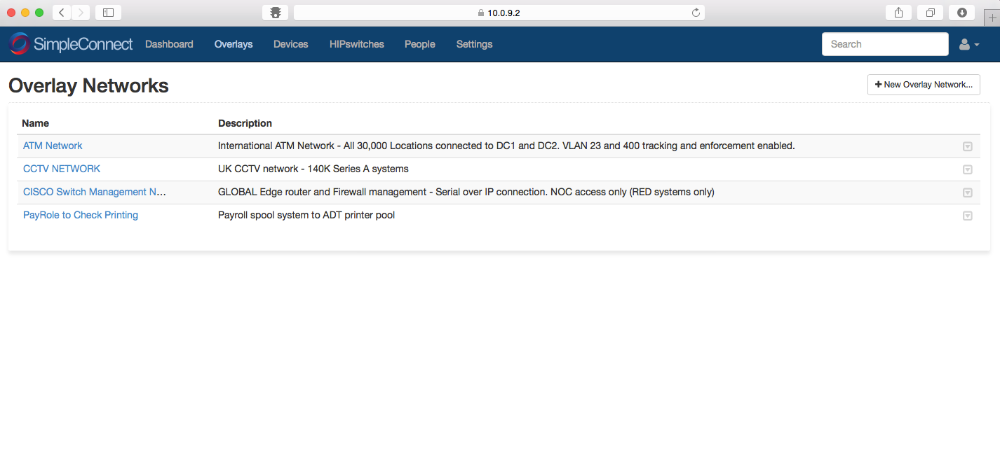 10.0.9.2
SimpleConnect Dashboard Overlays Devices HIPswitches People Settings Search
Overlay Networks
New Overlay Network...
Name Description
ATM Network International ATM Network - All 30,000 Locations connected to DC1 and DC2. VLAN 23 and 400 tracking and enforcement enabled.
CCTV NETWORK UK CCTV network - 140K Series A systems
CISCO Switch Management N... GLOBAL Edge router and Firewall management - Serial over IP connection. NOC access only (RED systems only)
PayRole to Check Printing Payroll spool system to ADT printer pool